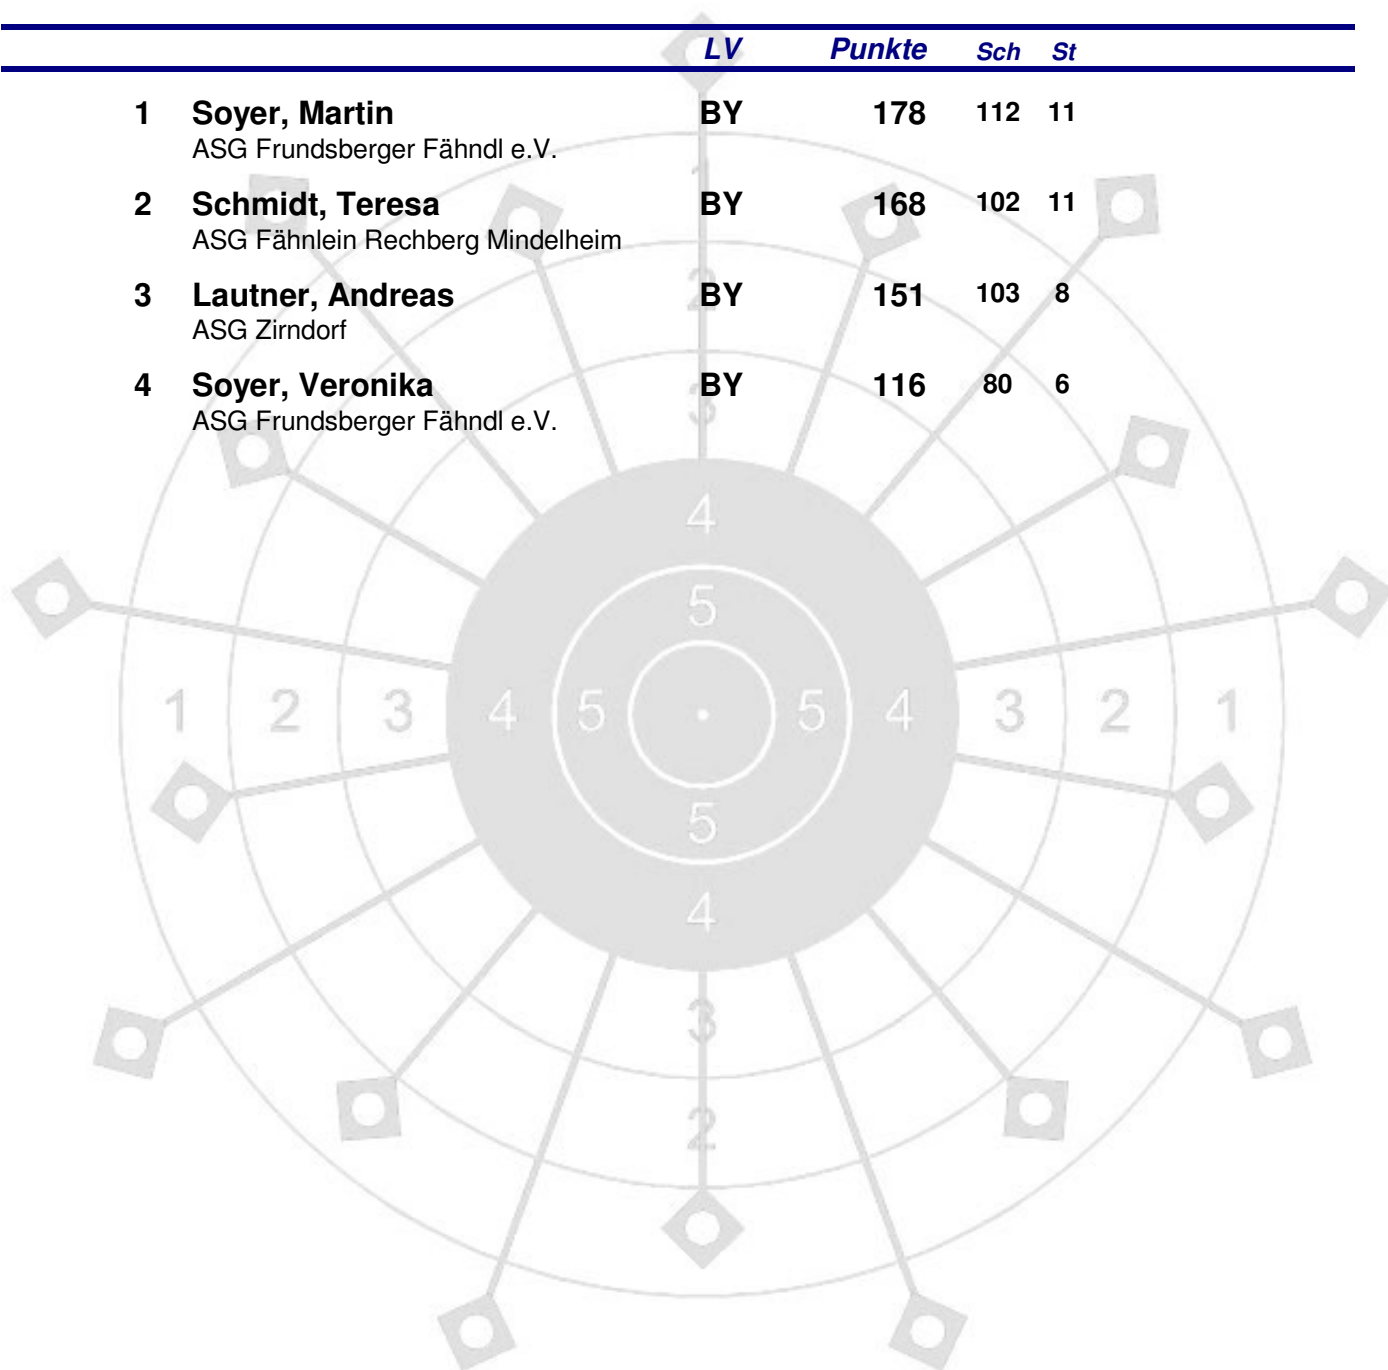 LV Punkte Sch St
1 Soyer, Martin BY 178 112 11
ASG Frundsberger Fähndl e.V.
1
2 Schmidt, Teresa BY 168 102 11
ASG Fähnlein Rechberg Mindelheim
2
3 Lautner, Andreas BY 151 103 8
ASG Zirndorf
4 Soyer, Veronika BY 116 80 6
3
ASG Frundsberger Fähndl e.V.
4
5
1 2 3 4 5 5 4 3 2 1
5
4
3
2